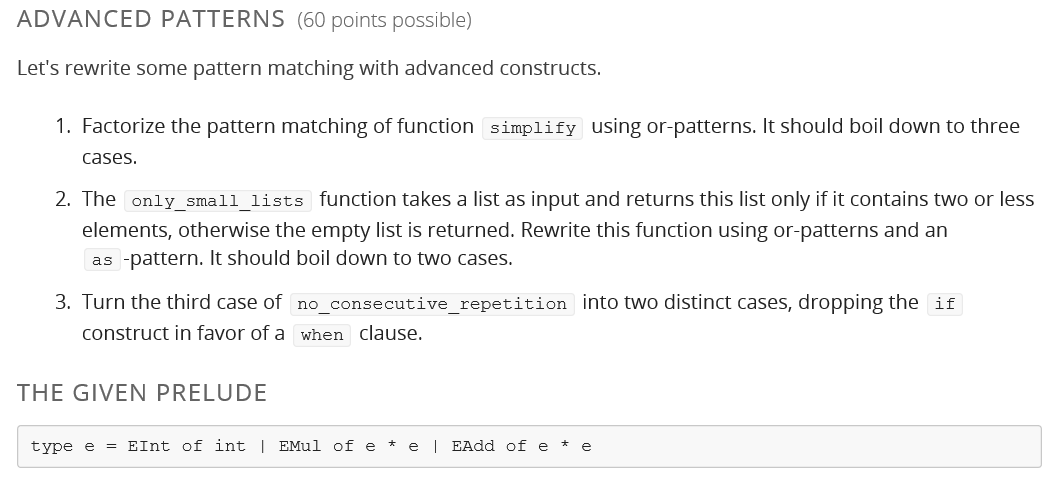 ADVANCED PATTERNS (60 points possible)
Let's rewrite some pattern matching with advanced constructs.
1. Factorize the pattern matching of function simplify using or-patterns. It should boil down to three
cases.
2. The only_small_lists function takes a list as input and returns this list only if it contains two or less
elements, otherwise the empty list is returned. Rewrite this function using or-patterns and an
as -pattern. It should boil down to two cases.
3. Turn the third case of no_consecutive_repetition into two distinct cases, dropping the if
construct in favor of a when clause.
THE GIVEN PRELUDE
type e = EInt of int | EMul of e * e | EAdd of e * e